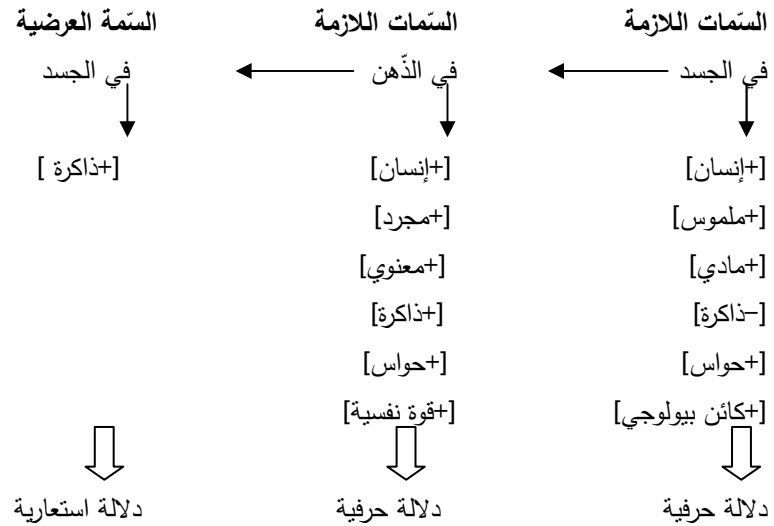 السّمات اللازمة السّمات اللازمة السّمة العرضية
في الجسد في الذّهن في الجسد
[+إنسان] [+إنسان] [+ذاكرة ]
[+ملموس] [+مجرد]
[+مادي] [+معنوي]
[–ذاكرة] [+ذاكرة]
[+حواس] [+حواس]
[+كائن بيولوجي] [+قوة نفسية]
دلالة حرفية دلالة حرفية دلالة استعارية